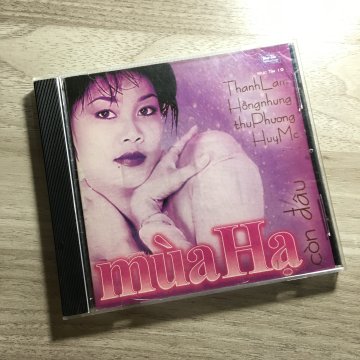 ThanhLan
Hồngnhung
thuPhương
HuyMc
mùaHạ
còn đâu